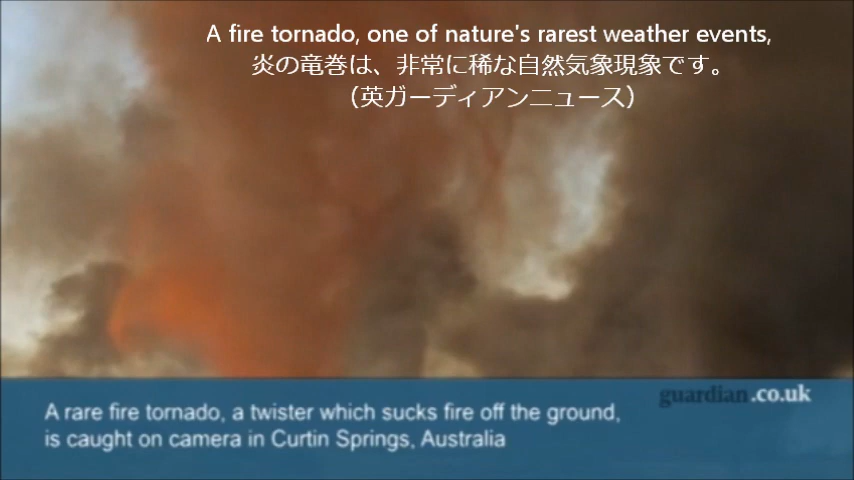 A fire tornado, one of nature's rarest weather events,
炎の竜巻は、非常に稀な自然気象現象です。
（英ガーディアンニュース）
guardian.co.uk
A rare fire tornado, a twister which sucks fire off the ground,
is caught on camera in Curtin Springs, Australia